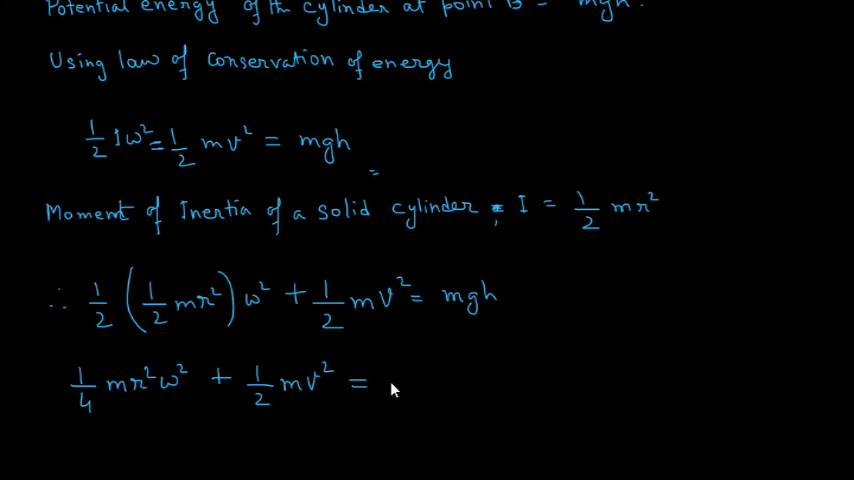 Potential energy of the cylinder at point B = mgh.
Using law of conservation of energy
1/2 Iω² = 1/2 mv² = mgh
=
Moment of Inertia of a solid cylinder, I = 1/2 mr²
∴ 1/2 (1/2 mr²) ω² + 1/2 mv² = mgh
1/4 mr²ω² + 1/2 mv² =